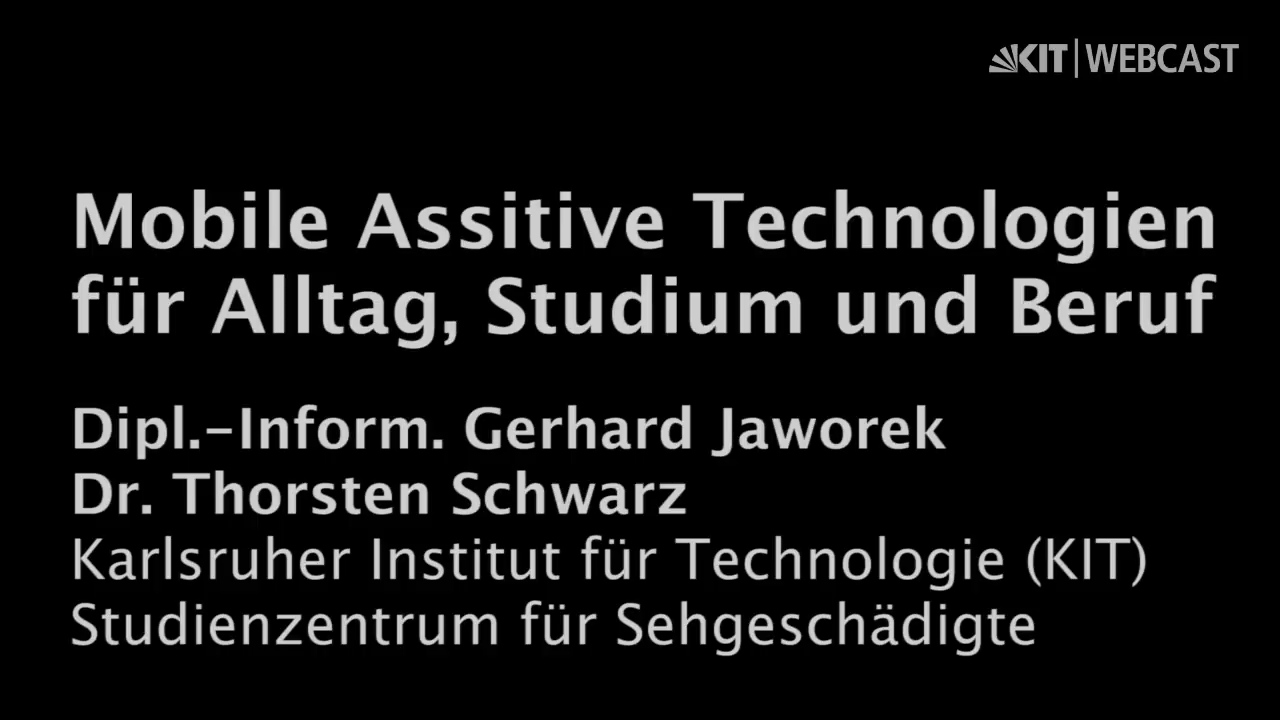 KIT | WEBCAST
Mobile Assitive Technologien
für Alltag, Studium und Beruf
Dipl.-Inform. Gerhard Jaworek
Dr. Thorsten Schwarz
Karlsruher Institut für Technologie (KIT)
Studienzentrum für Sehgeschädigte